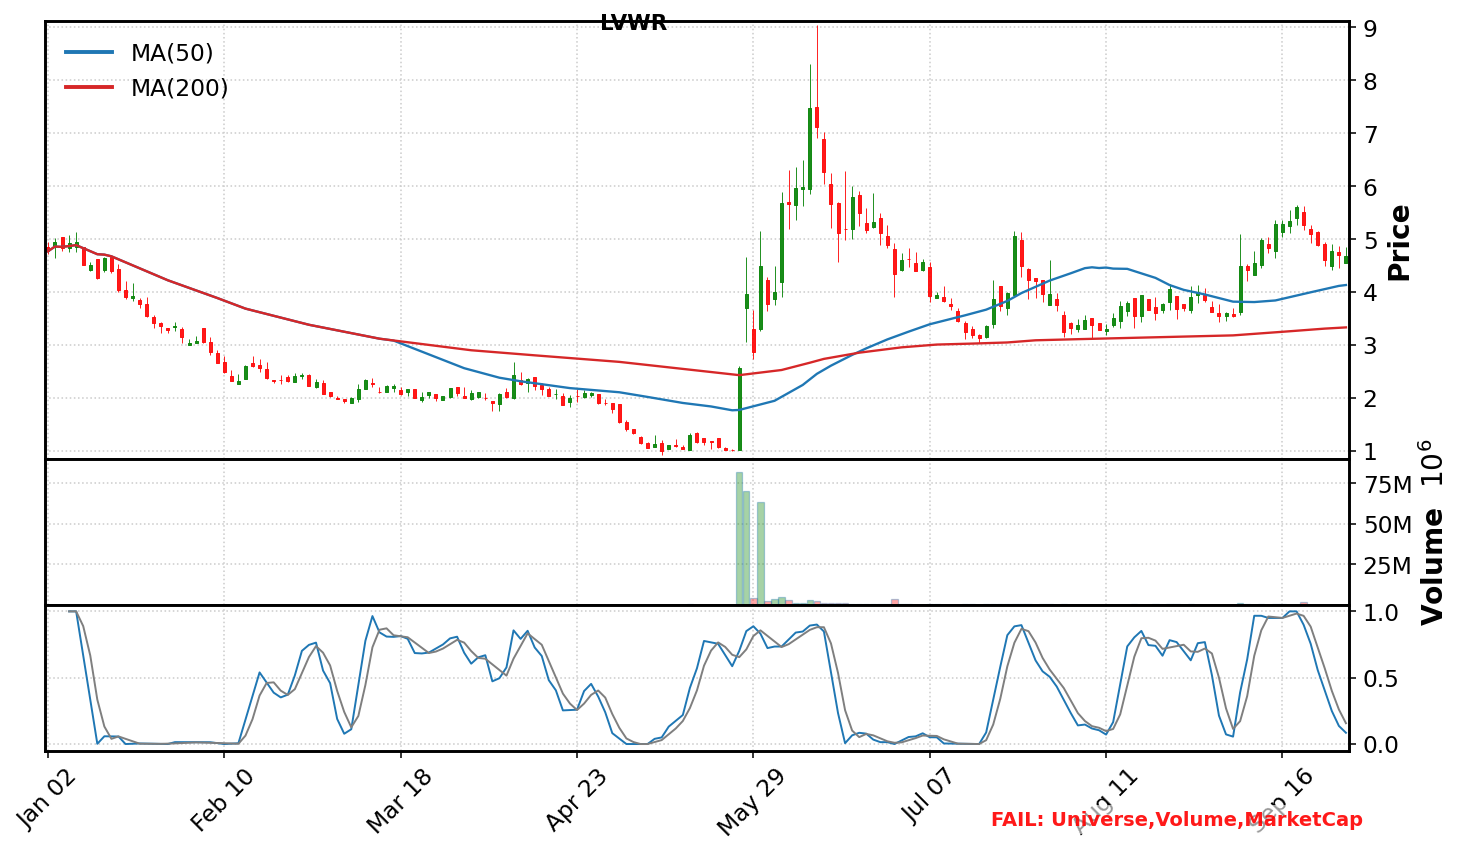 LVWR
MA(50)
MA(200)
9
8
7
6
5
4
3
2
1
Price
75M
50M
25M
Volume 10^6
1.0
0.5
0.0
Jan 02
Feb 10
Mar 18
Apr 23
May 29
Jul 07
Aug 11
Sep 16
FAIL: Universe,Volume,MarketCap